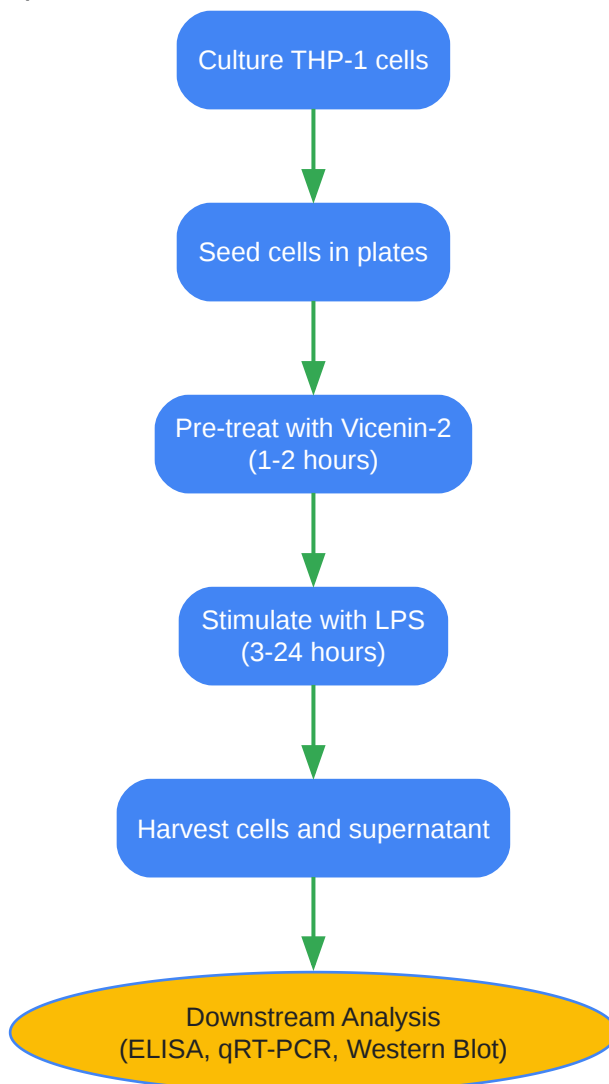 Culture THP-1 cells
Seed cells in plates
Pre-treat with Vicenin-2
(1-2 hours)
Stimulate with LPS
(3-24 hours)
Harvest cells and supernatant
Downstream Analysis
(ELISA, qRT-PCR, Western Blot)